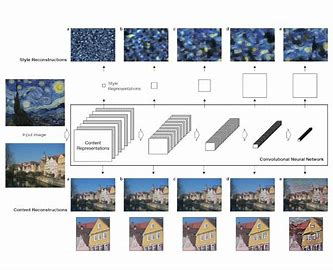 a b c d e
Style Reconstructions
Style
Representations
Input image
Content
Representations
Convolutional Neural Network
a b c d e
Content Reconstructions